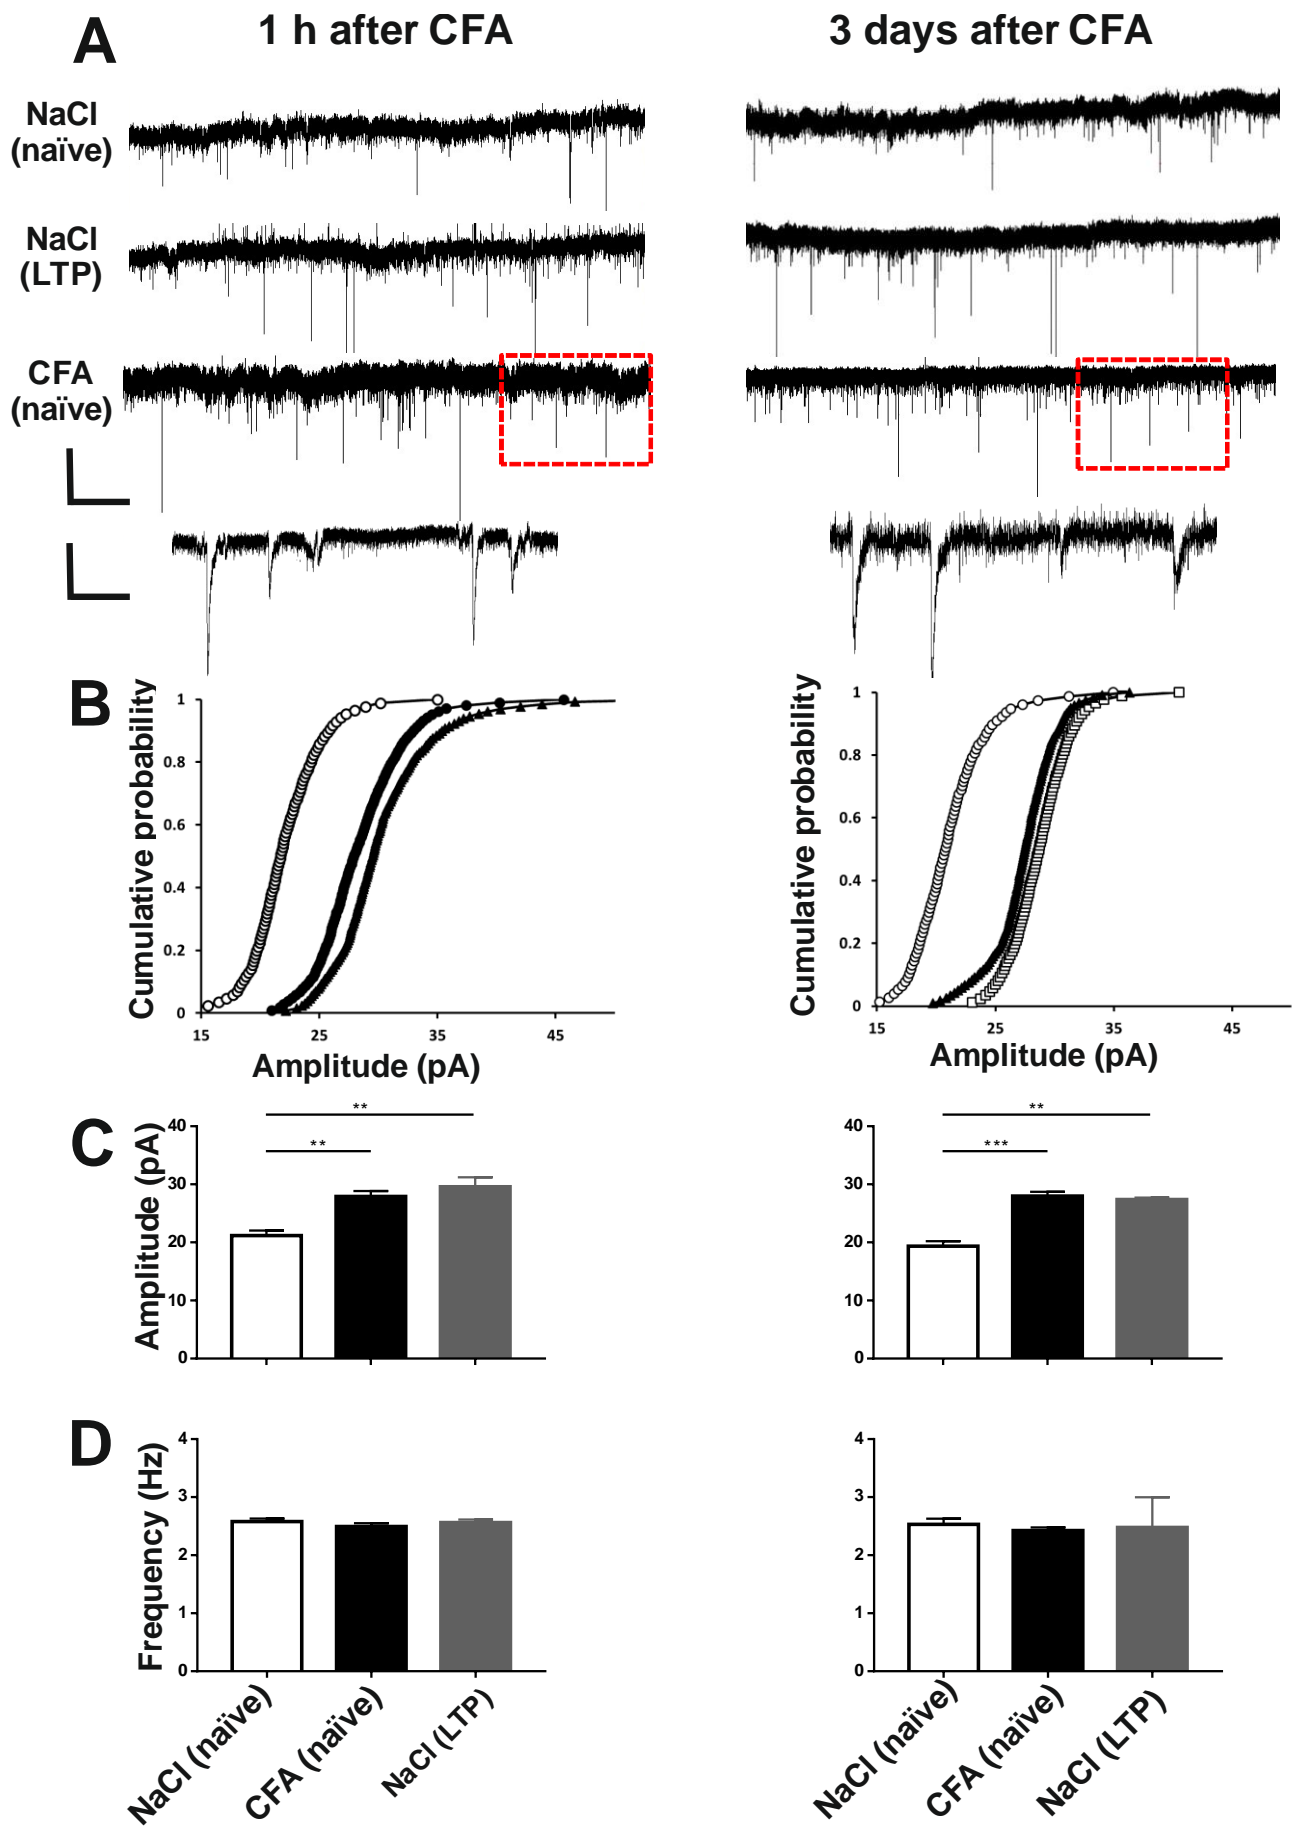 A
1 h after CFA
3 days after CFA
NaCl
(naïve)
NaCl
(LTP)
CFA
(naïve)
B
Cumulative probability
1
0.8
0.6
0.4
0.2
0
15
25
35
45
Amplitude (pA)
Cumulative probability
1
0.8
0.6
0.4
0.2
0
15
25
35
45
Amplitude (pA)
C
Amplitude (pA)
40
30
20
10
0
**
**
40
30
20
10
0
**
***
D
Frequency (Hz)
4
3
2
1
0
NaCl (naïve)
CFA (naïve)
NaCl (LTP)
4
3
2
1
0
NaCl (naïve)
CFA (naïve)
NaCl (LTP)